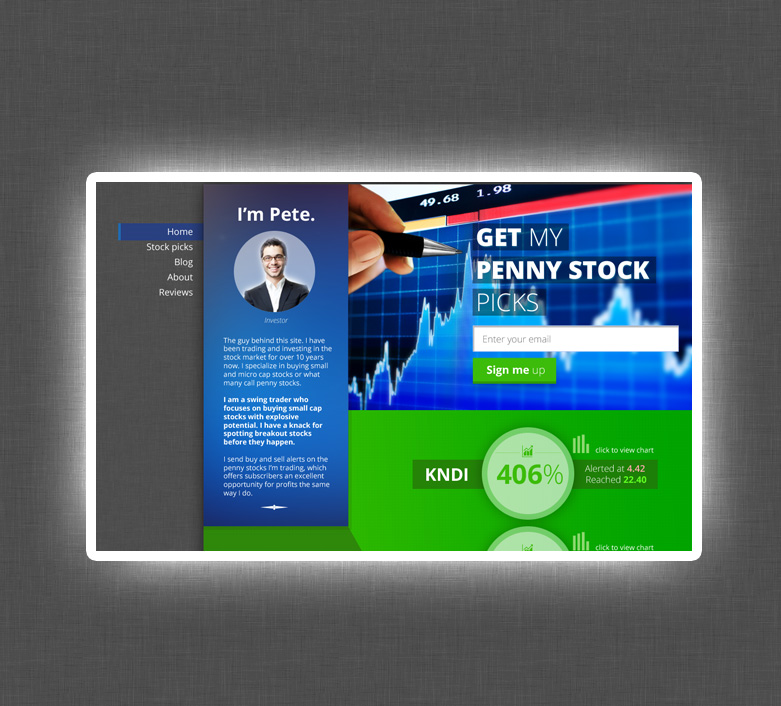 Home
Stock picks
Blog
About
Reviews
I'm Pete.
Investor
The guy behind this site. I have
been trading and investing in the
stock market for over 10 years
now. I specialize in buying small
and micro cap stocks or what
many call penny stocks.
I am a swing trader who
focuses on buying small cap
stocks with explosive
potential. I have a knack for
spotting breakout stocks
before they happen.
I send buy and sell alerts on the
penny stocks I'm trading, which
offers subscribers an excellent
opportunity for profits the same
way I do.
49.68 1.98
GET MY
PENNY STOCK
PICKS
Enter your email
Sign me up
click to view chart
KNDI
406%
Alerted at 4.42
Reached 22.40
click to view chart